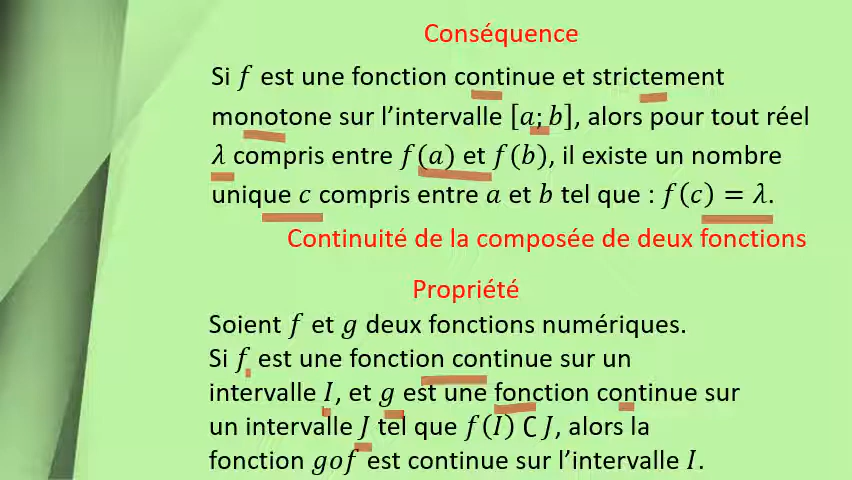 Conséquence
Si f est une fonction continue et strictement
monotone sur l'intervalle [a; b], alors pour tout réel
λ compris entre f(a) et f(b), il existe un nombre
unique c compris entre a et b tel que : f(c) = λ.
Continuité de la composée de deux fonctions
Propriété
Soient f et g deux fonctions numériques.
Si f est une fonction continue sur un
intervalle I, et g est une fonction continue sur
un intervalle J tel que f(I) ⊂ J, alors la
fonction gof est continue sur l'intervalle I.